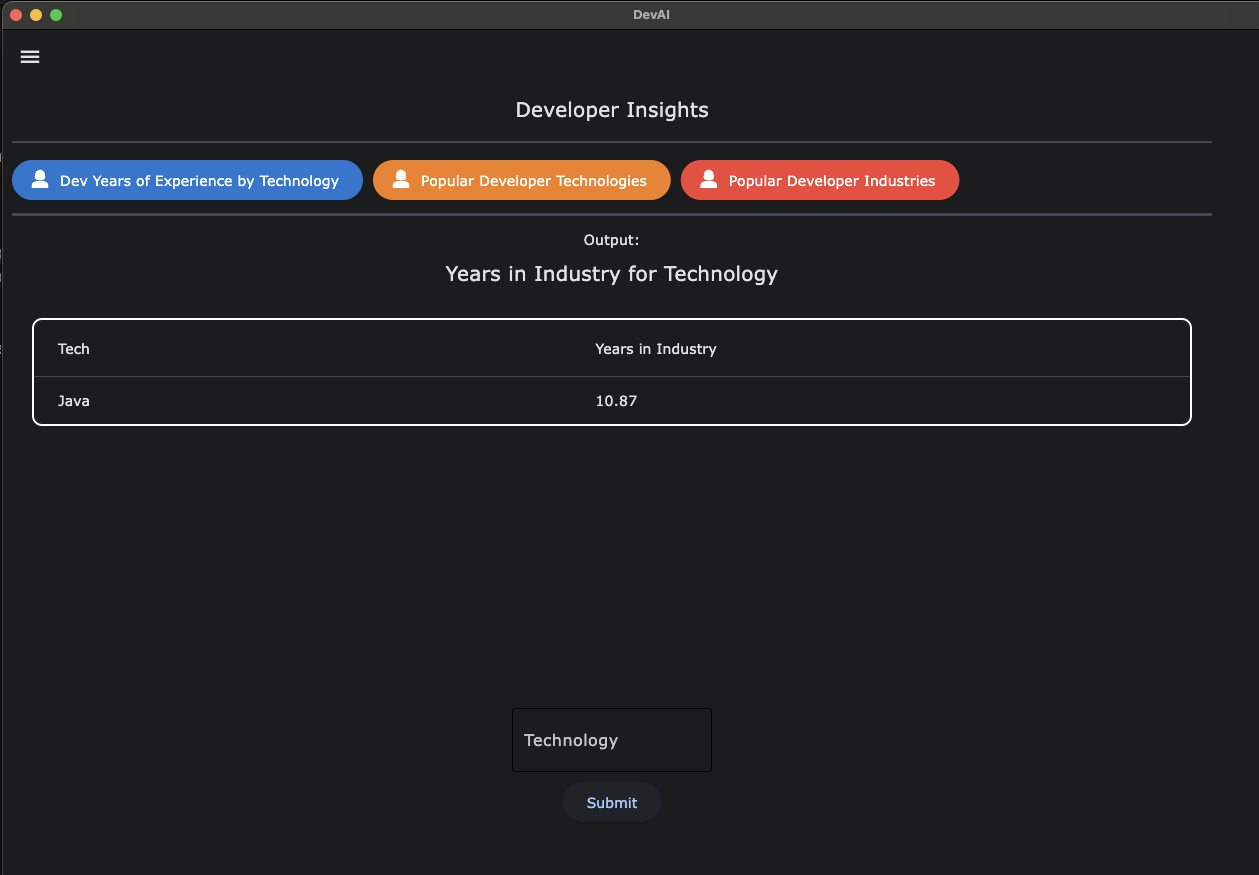 DevAI
Developer Insights
Dev Years of Experience by Technology Popular Developer Technologies Popular Developer Industries
Output:
Years in Industry for Technology
Tech Years in Industry
Java 10.87
Technology
Submit